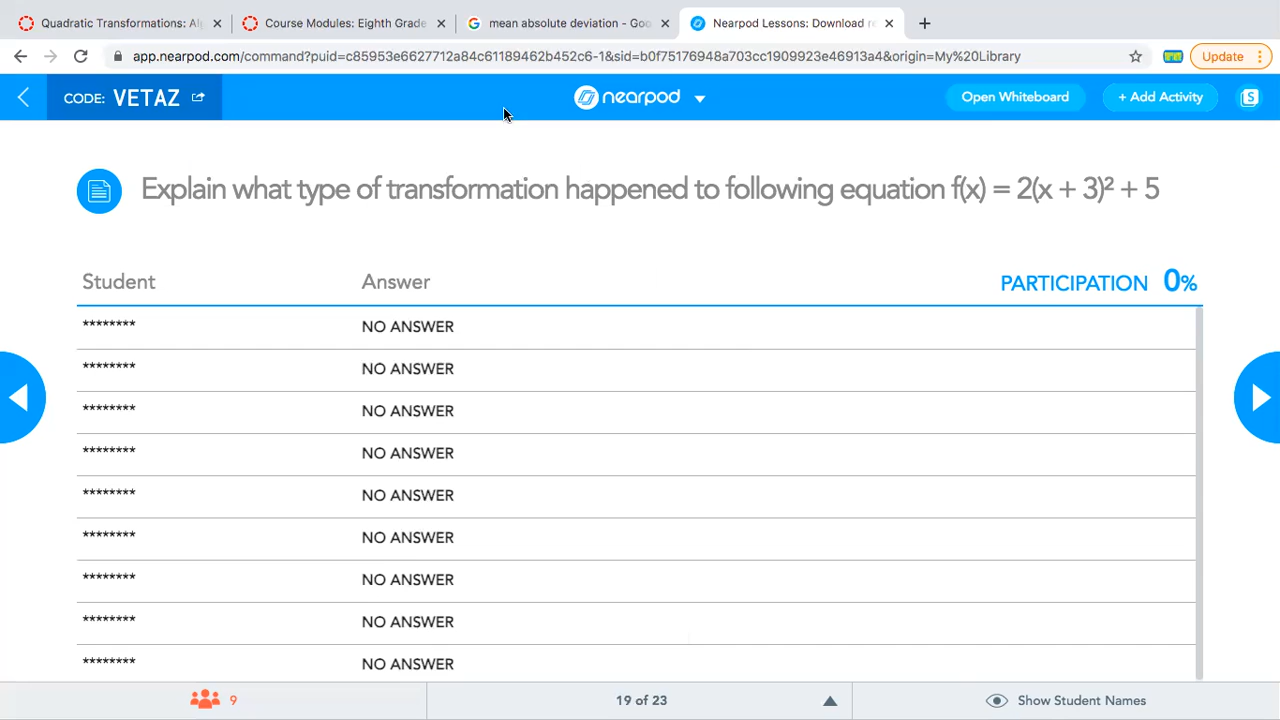 Quadratic Transformations: Al
Course Modules: Eighth Grade
mean absolute deviation - Goo
Nearpod Lessons: Download re
app.nearpod.com/command?puid=c85953e6627712a84c61189462b452c6-1&sid=b0f75176948a703cc1909923e46913a4&origin=My%20Library
Update
CODE: VETAZ
nearpod
Open Whiteboard
+ Add Activity
S
Explain what type of transformation happened to following equation f(x) = 2(x + 3)² + 5
Student Answer PARTICIPATION 0%
******** NO ANSWER
******** NO ANSWER
******** NO ANSWER
******** NO ANSWER
******** NO ANSWER
******** NO ANSWER
******** NO ANSWER
******** NO ANSWER
******** NO ANSWER
9
19 of 23
Show Student Names